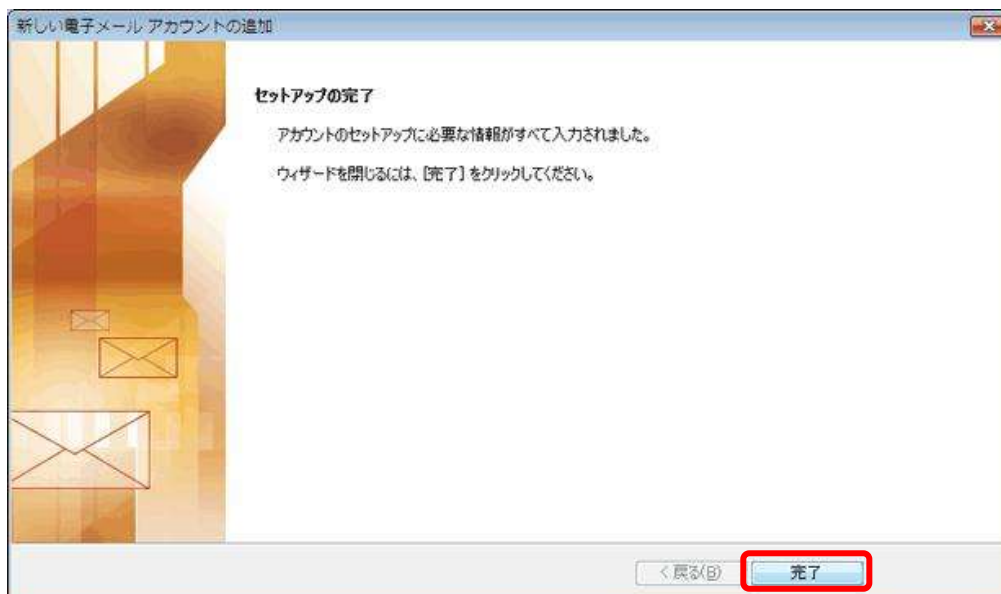 新しい電子メール アカウントの追加
セットアップの完了
アカウントのセットアップに必要な情報がすべて入力されました。
ウィザードを閉じるには、[完了] をクリックしてください。
< 戻る(B)
完了